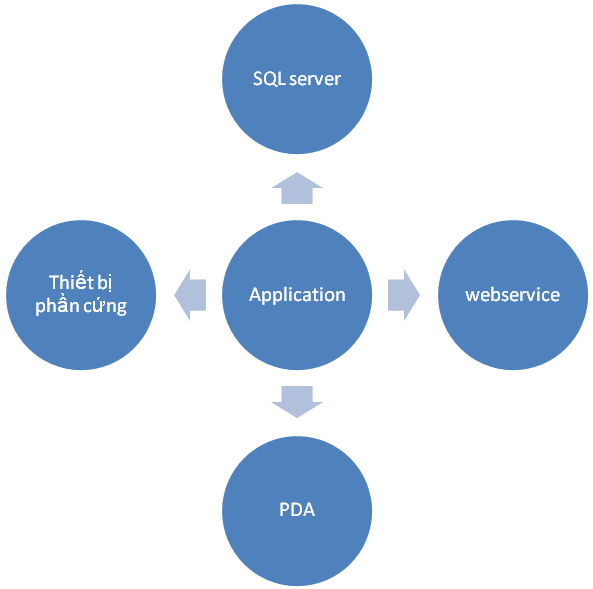 SQL server
Thiết bị
phần cứng
Application
webservice
PDA